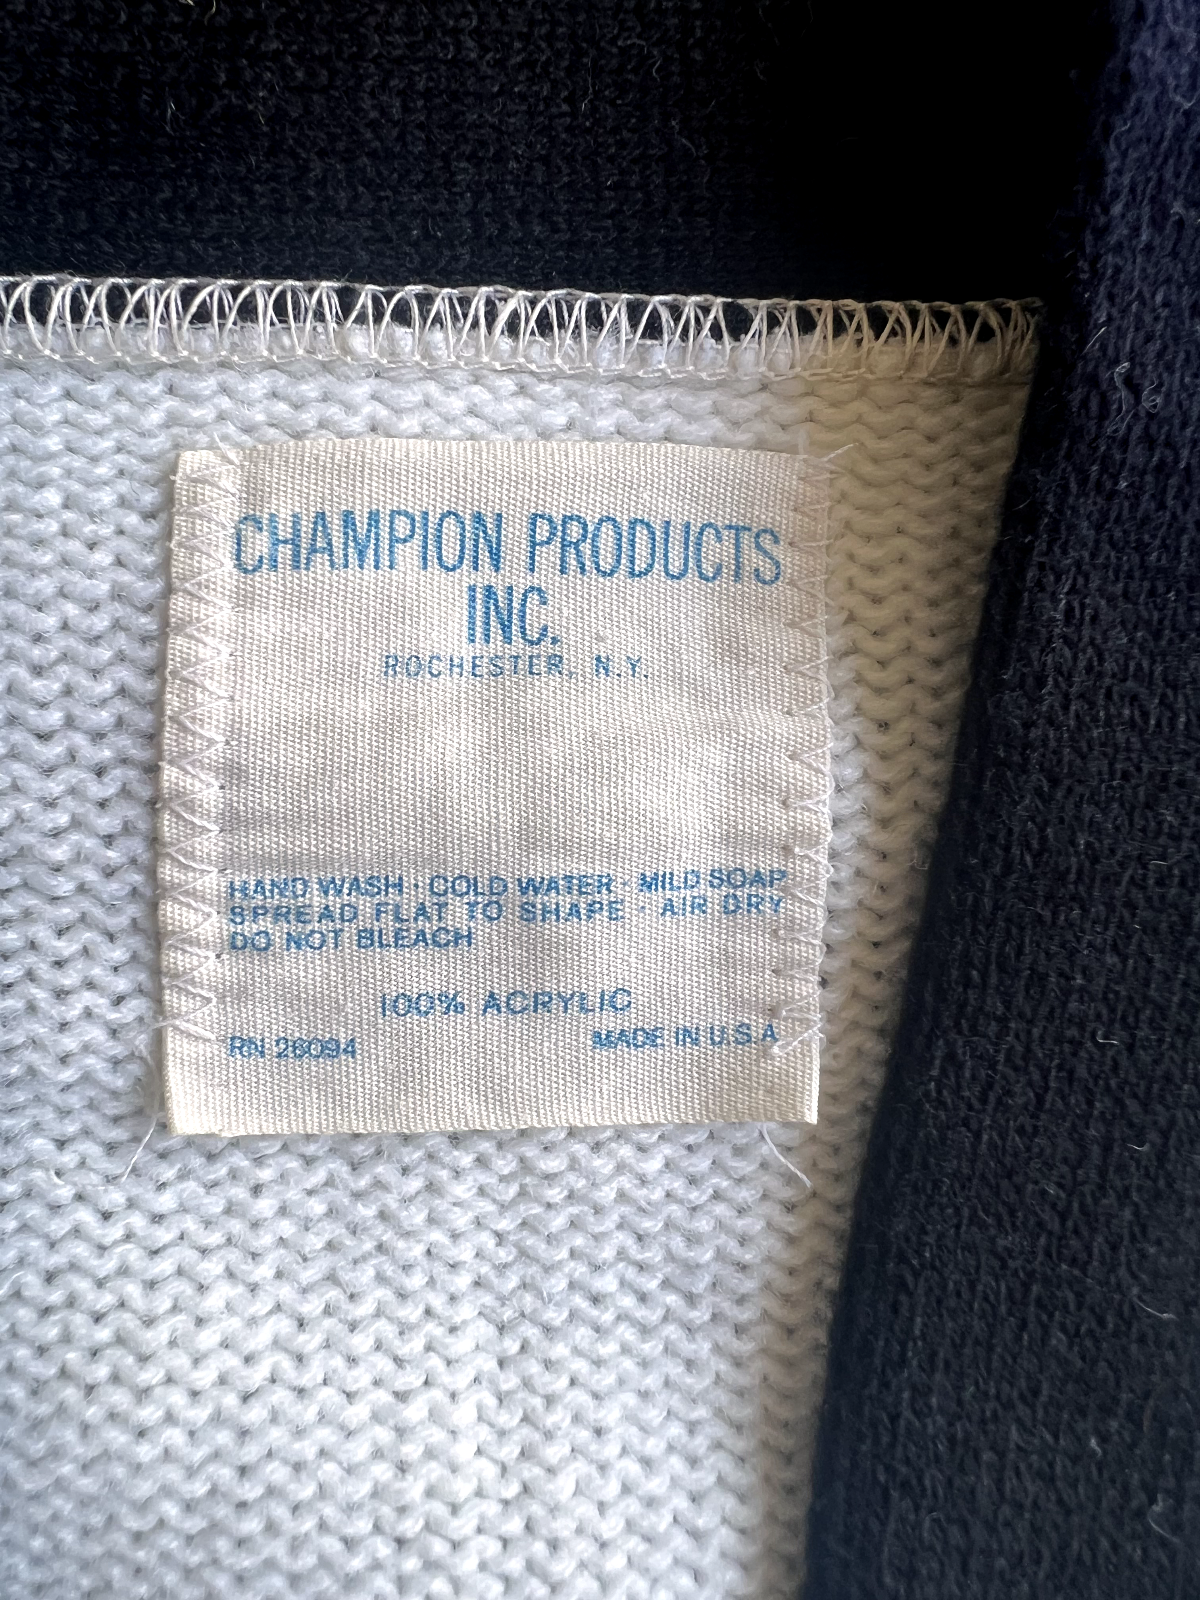 CHAMPION PRODUCTS
INC.
ROCHESTER, N.Y.
HAND WASH · COLD WATER · MILD SOAP
SPREAD FLAT TO SHAPE · AIR DRY
DO NOT BLEACH
100% ACRYLIC
RN 26094 MADE IN U.S.A